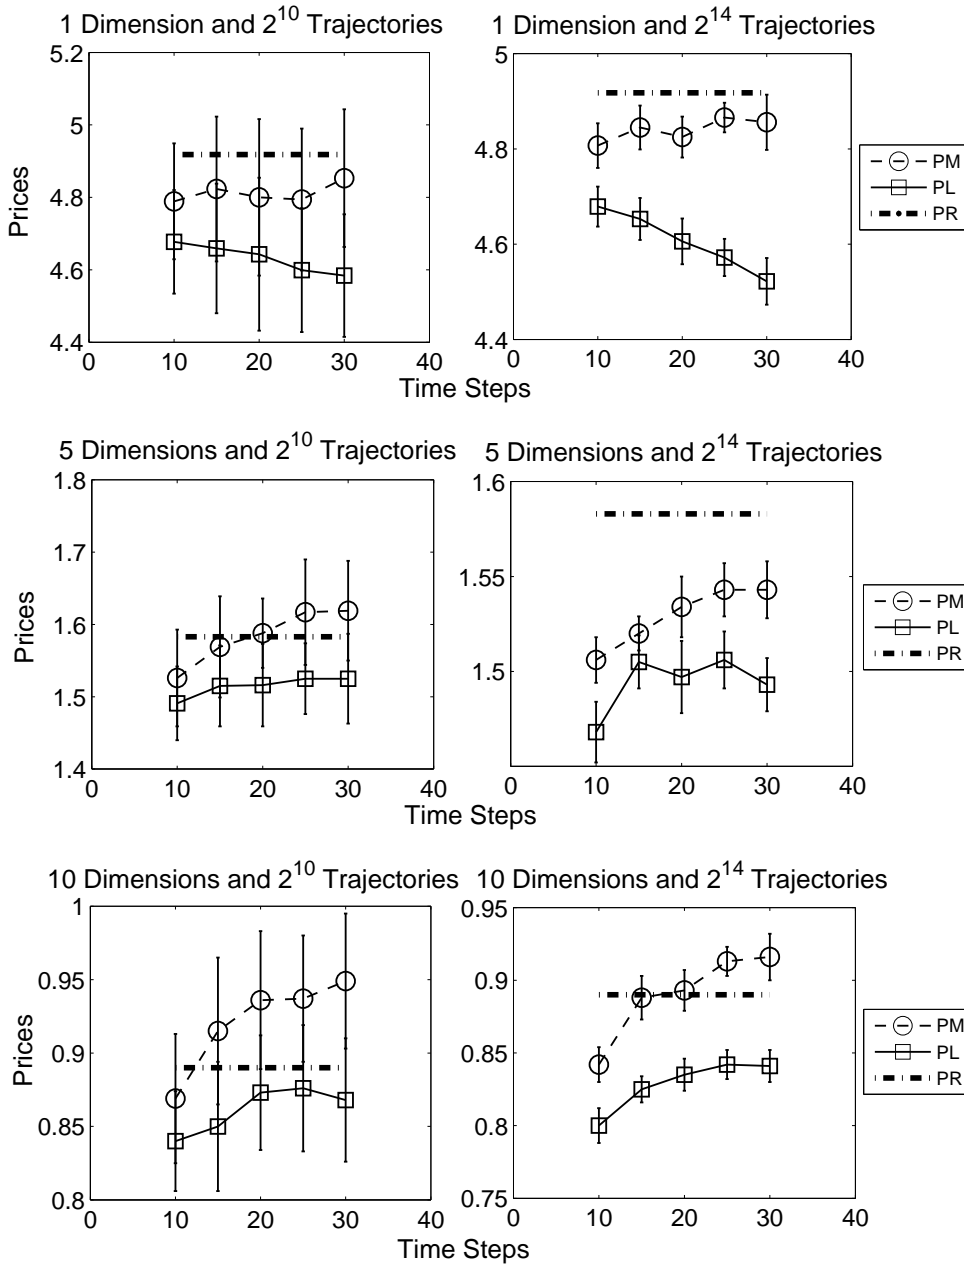 1 Dimension and 2^10 Trajectories
1 Dimension and 2^14 Trajectories
5.2
5
4.8
4.6
4.4
Prices
0
10
20
30
40
5
4.8
4.6
4.4
0
10
20
30
40
Time Steps
PM
PL
PR
5 Dimensions and 2^10 Trajectories
5 Dimensions and 2^14 Trajectories
1.8
1.7
1.6
1.5
1.4
Prices
0
10
20
30
40
1.6
1.55
1.5
0
10
20
30
40
Time Steps
PM
PL
PR
10 Dimensions and 2^10 Trajectories
10 Dimensions and 2^14 Trajectories
1
0.95
0.9
0.85
0.8
Prices
0
10
20
30
40
0.95
0.9
0.85
0.8
0.75
0
10
20
30
40
Time Steps
PM
PL
PR